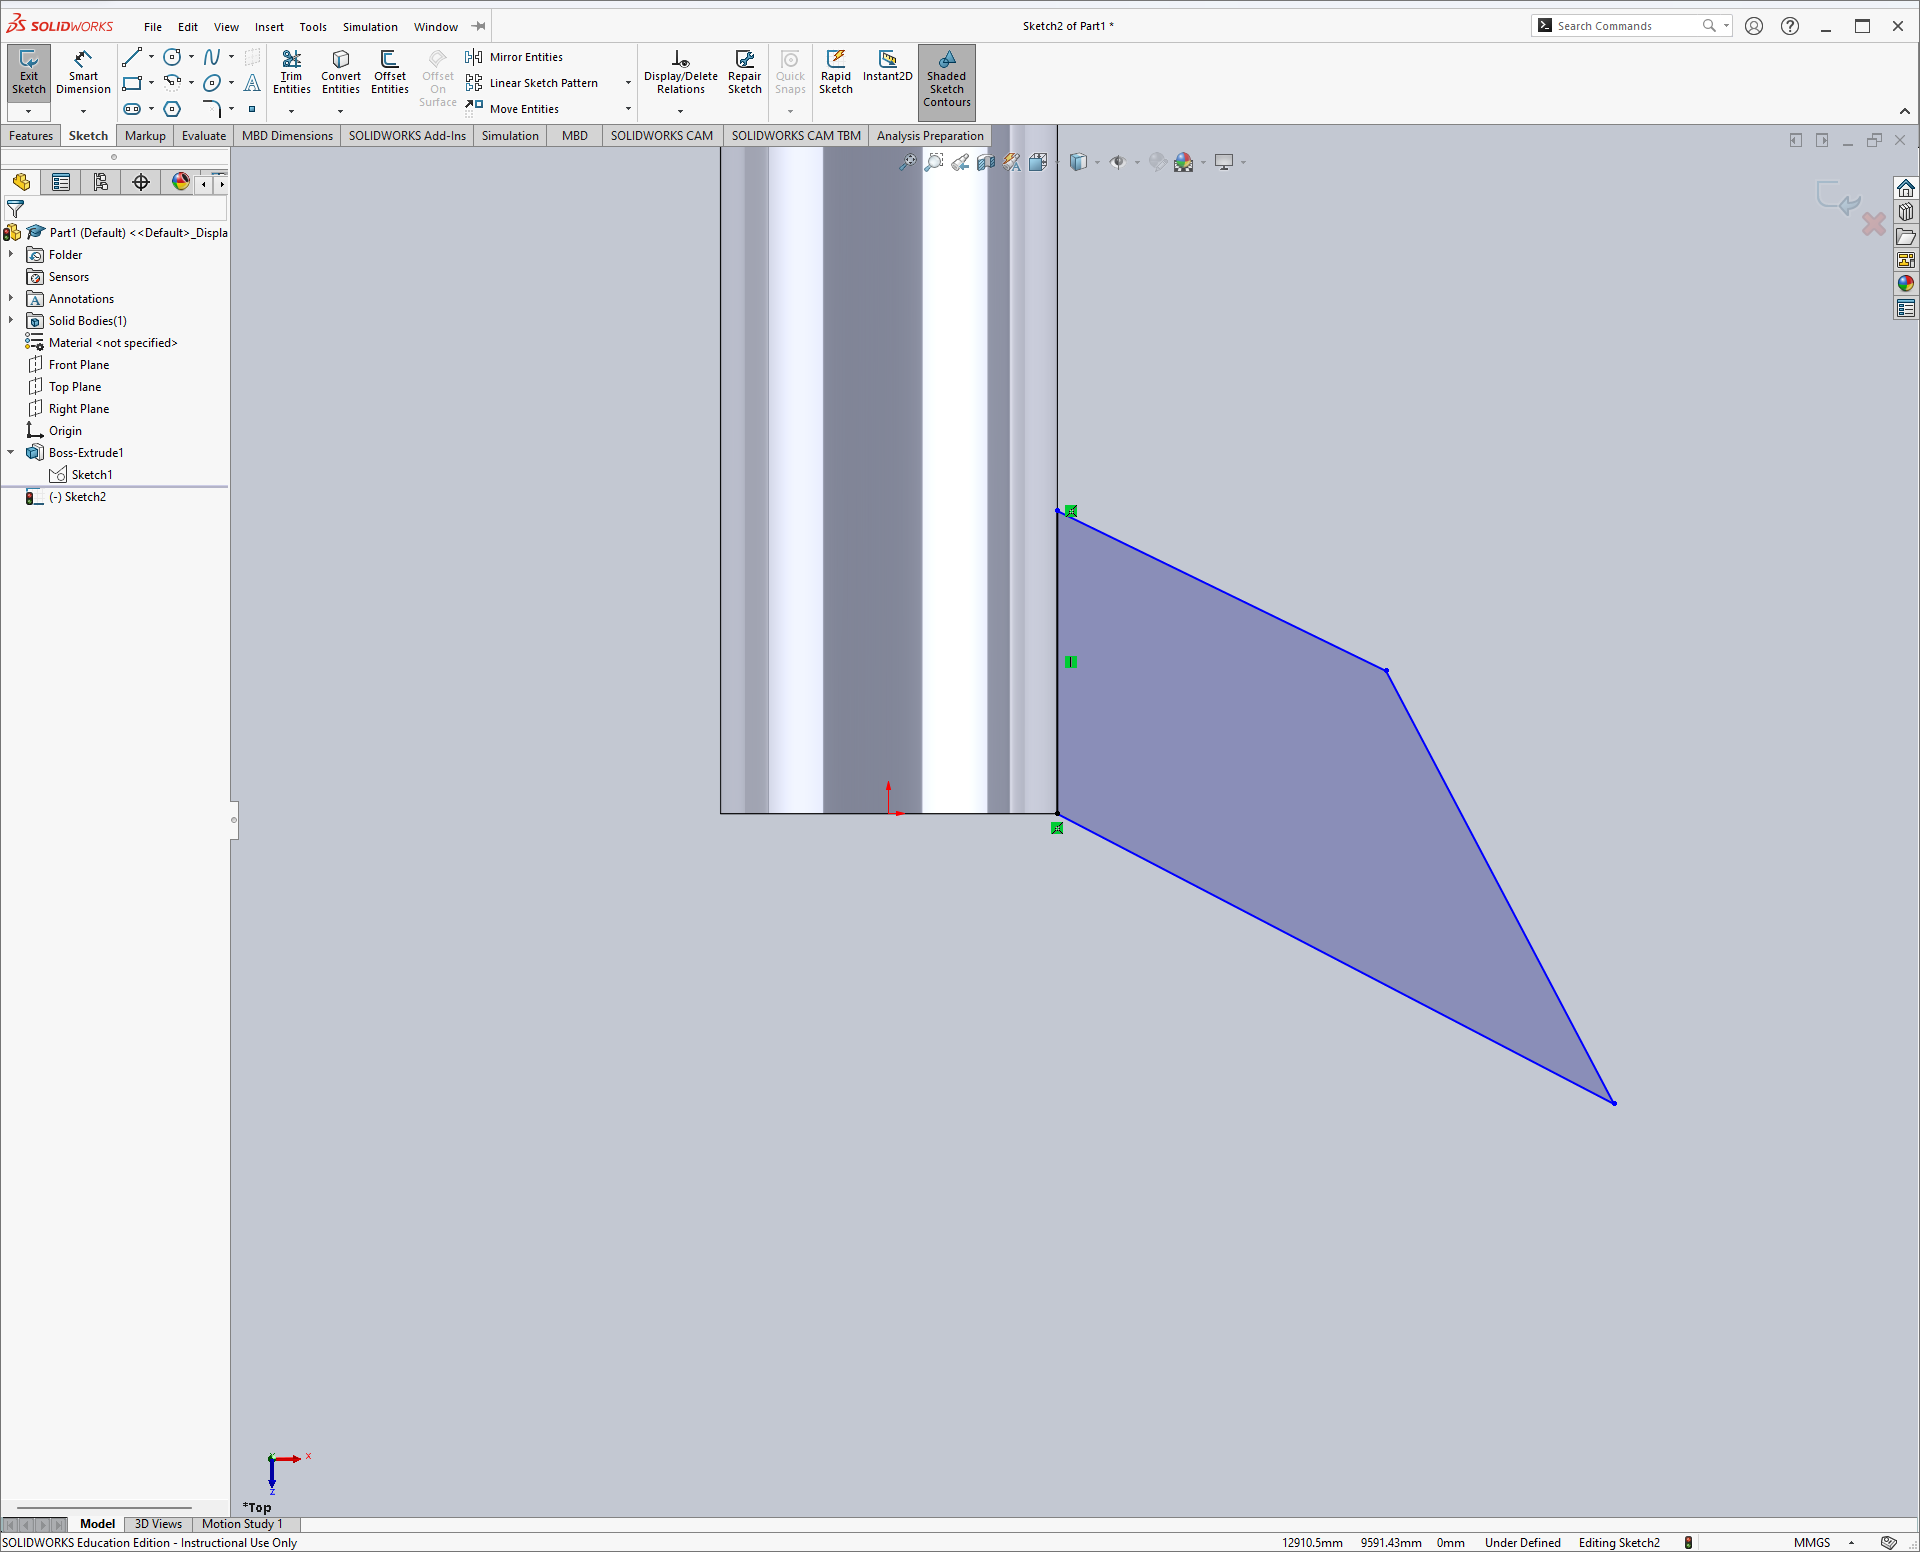 SOLIDWORKS File Edit View Insert Tools Simulation Window Sketch2 of Part1 * Search Commands
Exit Sketch
Smart Dimension
Trim Entities
Convert Entities
Offset Entities
Offset On Surface
Mirror Entities
Linear Sketch Pattern
Move Entities
Display/Delete Relations
Repair Sketch
Quick Snaps
Rapid Sketch
Instant2D
Shaded Sketch Contours
Features Sketch Markup Evaluate MBD Dimensions SOLIDWORKS Add-Ins Simulation MBD SOLIDWORKS CAM SOLIDWORKS CAM TBM Analysis Preparation
Part1 (Default) <<Default>_Displa
Folder
Sensors
Annotations
Solid Bodies(1)
Material <not specified>
Front Plane
Top Plane
Right Plane
Origin
Boss-Extrude1
Sketch1
(-) Sketch2
X
Z
*Top
Model 3D Views Motion Study 1
SOLIDWORKS Education Edition - Instructional Use Only 12910.5mm 9591.43mm 0mm Under Defined Editing Sketch2 MMGS